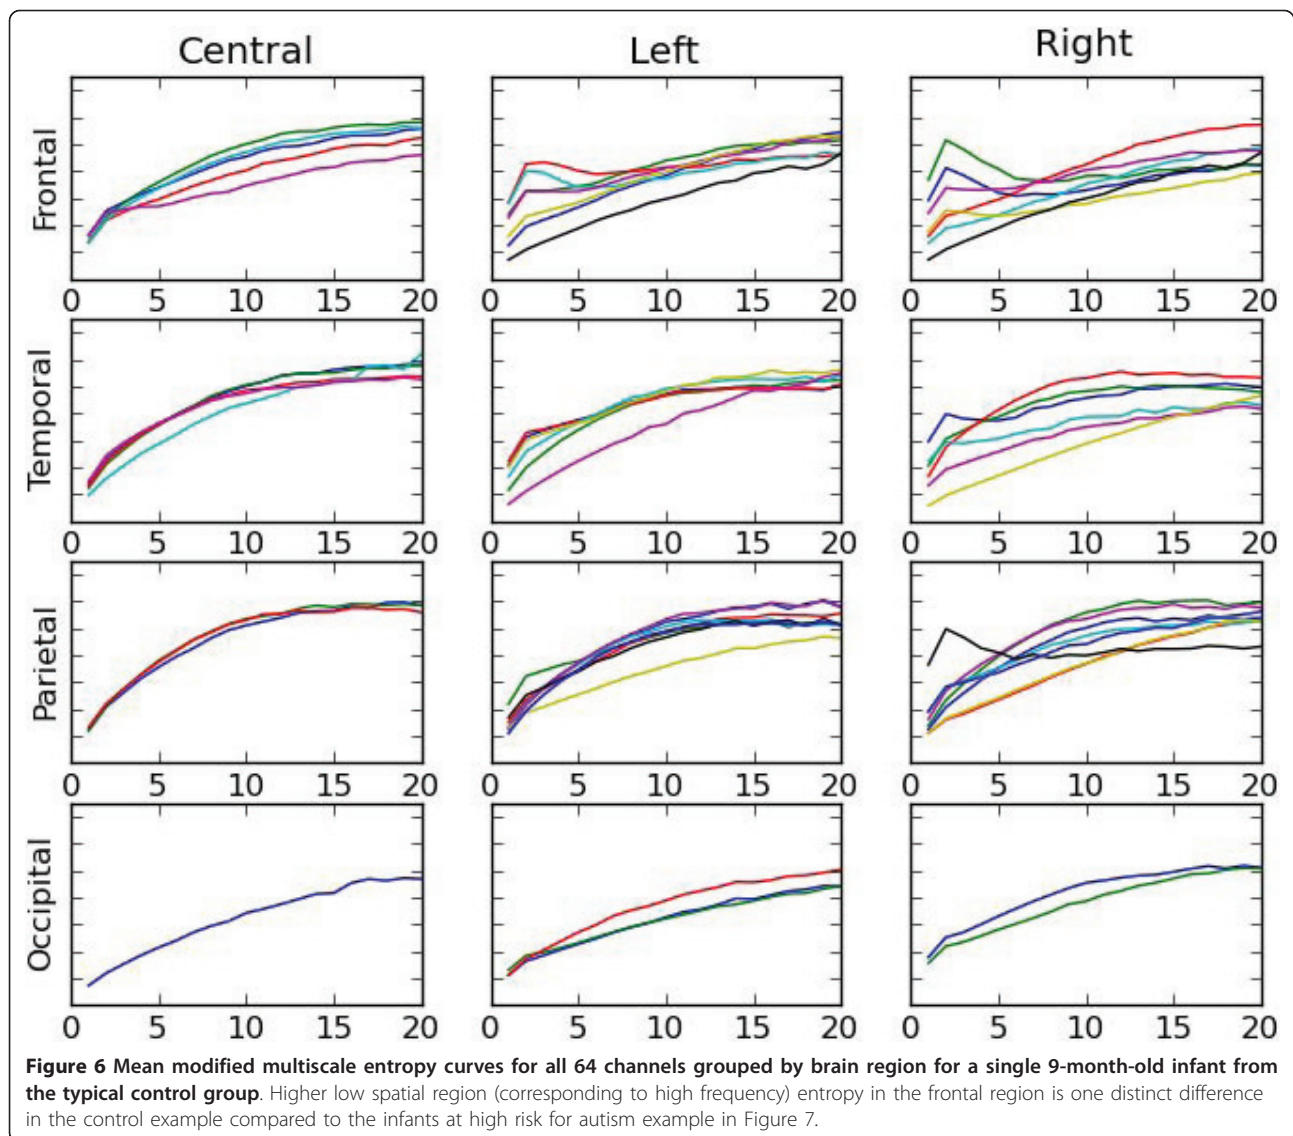 Central Left Right
Frontal
0 5 10 15 20 0 5 10 15 20 0 5 10 15 20
Temporal
0 5 10 15 20 0 5 10 15 20 0 5 10 15 20
Parietal
0 5 10 15 20 0 5 10 15 20 0 5 10 15 20
Occipital
0 5 10 15 20 0 5 10 15 20 0 5 10 15 20
Figure 6 Mean modified multiscale entropy curves for all 64 channels grouped by brain region for a single 9-month-old infant from
the typical control group. Higher low spatial region (corresponding to high frequency) entropy in the frontal region is one distinct difference
in the control example compared to the infants at high risk for autism example in Figure 7.